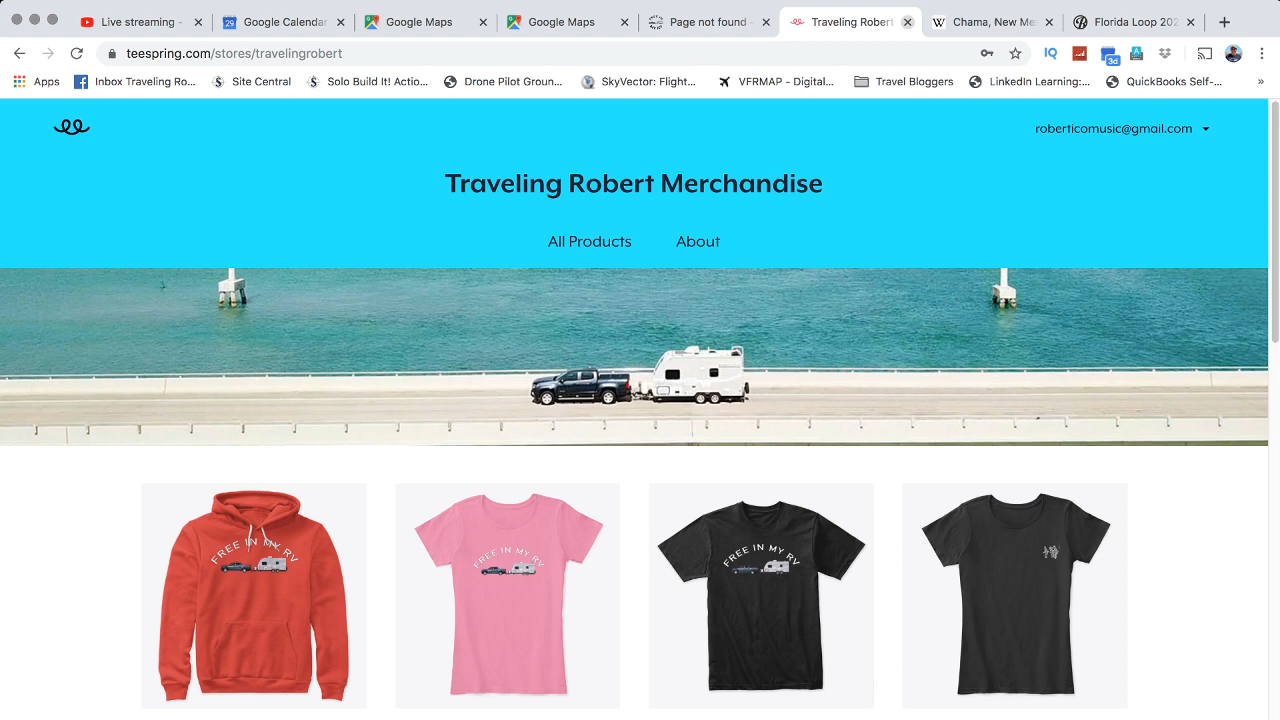 Live streaming -
Google Calendar
Google Maps
Google Maps
Page not found -
Traveling Robert
Chama, New Me
Florida Loop 202
teespring.com/stores/travelingrobert
3d
Apps
Inbox Traveling Ro...
Site Central
Solo Build It! Actio...
Drone Pilot Groun...
SkyVector: Flight...
VFRMAP - Digital...
Travel Bloggers
LinkedIn Learning:...
QuickBooks Self-...
»
roberticomusic@gmail.com
Traveling Robert Merchandise
All Products
About
FREE IN MY RV
FREE IN MY RV
FREE IN MY RV